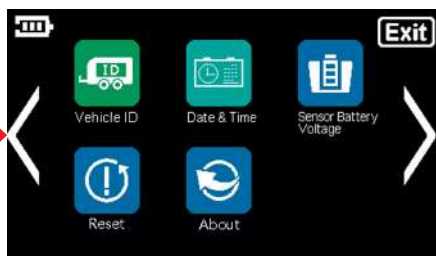 Exit
ID
Vehicle ID
Date & Time
Sensor Battery
Voltage
Reset
About